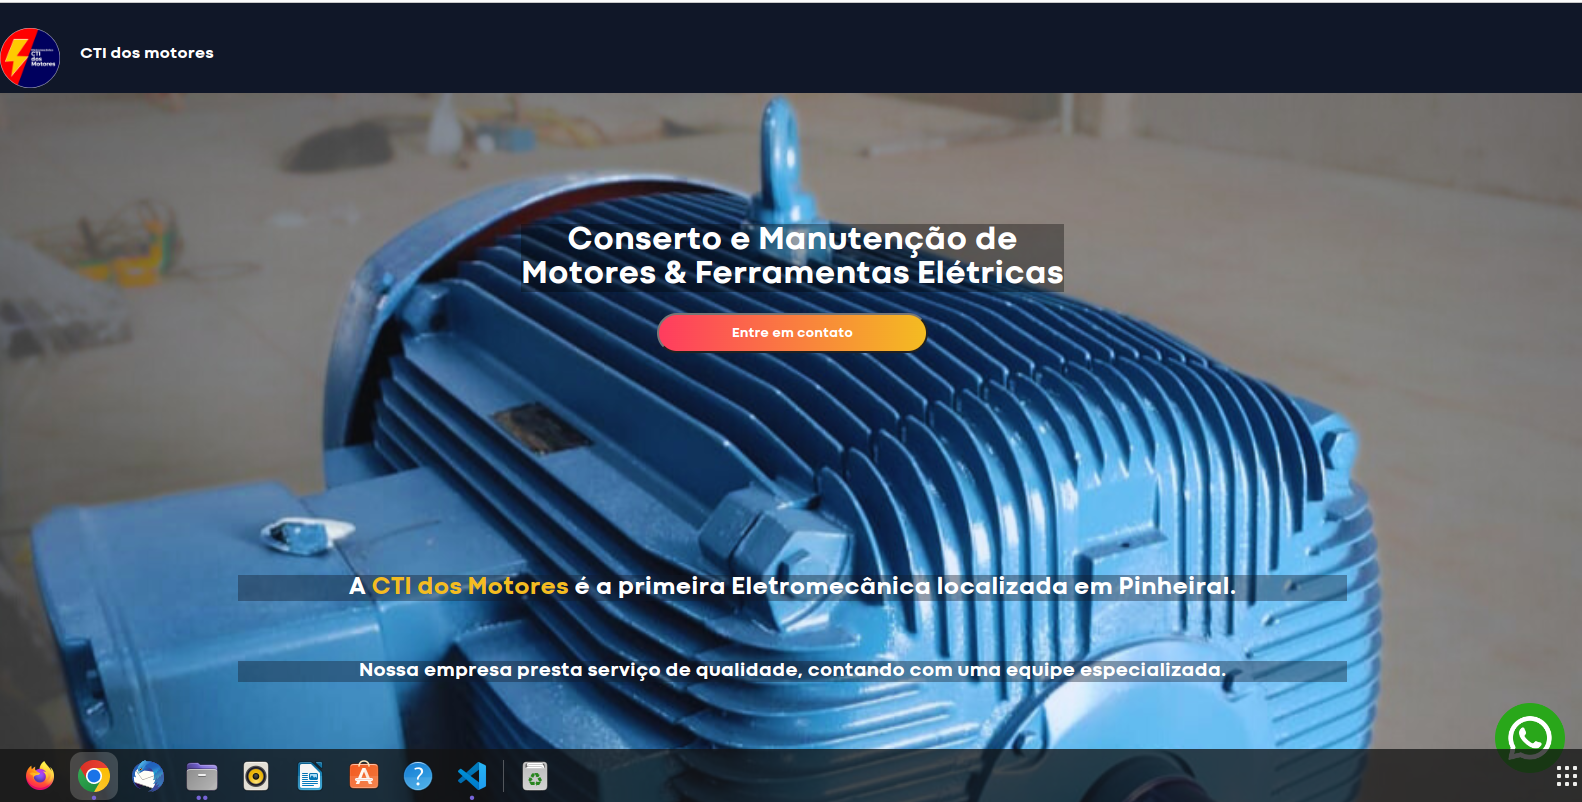 CTI
dos
Motores
CTI dos motores
Conserto e Manutenção de
Motores & Ferramentas Elétricas
Entre em contato
A CTI dos Motores é a primeira Eletromecânica localizada em Pinheiral.
Nossa empresa presta serviço de qualidade, contando com uma equipe especializada.